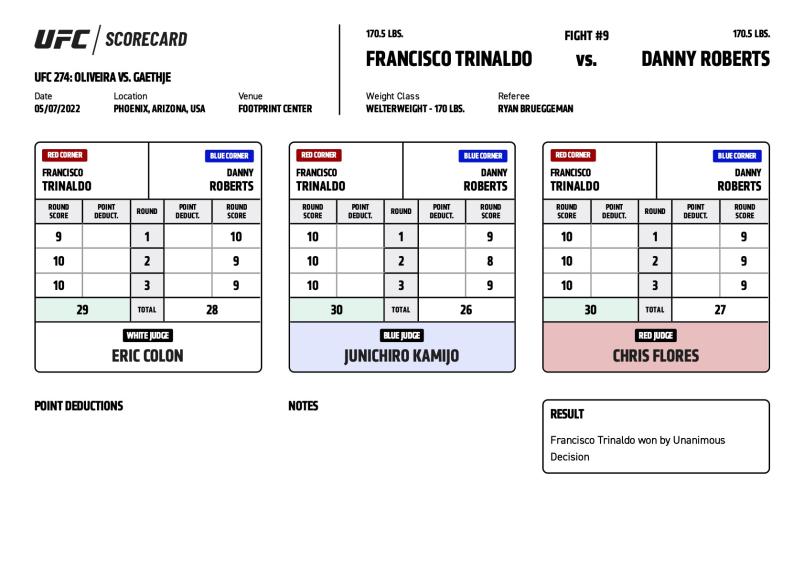 UFC / SCORECARD
UFC 274: OLIVEIRA VS. GAETHJE
Date Location Venue
05/07/2022 PHOENIX, ARIZONA, USA FOOTPRINT CENTER
170.5 LBS. FIGHT #9 170.5 LBS.
FRANCISCO TRINALDO vs. DANNY ROBERTS
Weight Class Referee
WELTERWEIGHT - 170 LBS. RYAN BRUEGGEMAN
RED CORNER BLUE CORNER
FRANCISCO DANNY
TRINALDO ROBERTS
ROUND POINT ROUND POINT ROUND
SCORE DEDUCT. DEDUCT. SCORE
9 1 10
10 2 9
10 3 9
29 TOTAL 28
WHITE JUDGE
ERIC COLON
RED CORNER BLUE CORNER
FRANCISCO DANNY
TRINALDO ROBERTS
ROUND POINT ROUND POINT ROUND
SCORE DEDUCT. DEDUCT. SCORE
10 1 9
10 2 8
10 3 9
30 TOTAL 26
BLUE JUDGE
JUNICHIRO KAMIJO
RED CORNER BLUE CORNER
FRANCISCO DANNY
TRINALDO ROBERTS
ROUND POINT ROUND POINT ROUND
SCORE DEDUCT. DEDUCT. SCORE
10 1 9
10 2 9
10 3 9
30 TOTAL 27
RED JUDGE
CHRIS FLORES
POINT DEDUCTIONS
NOTES
RESULT
Francisco Trinaldo won by Unanimous
Decision